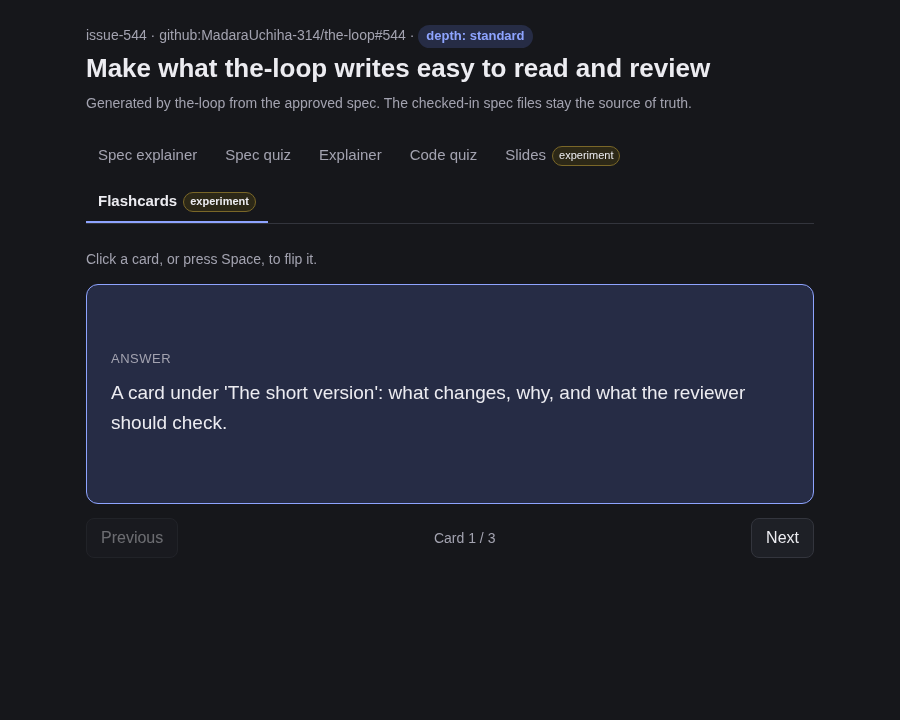 issue-544 · github:MadaraUchiha-314/the-loop#544 · depth: standard
Make what the-loop writes easy to read and review
Generated by the-loop from the approved spec. The checked-in spec files stay the source of truth.
Spec explainer Spec quiz Explainer Code quiz Slides experiment
Flashcards experiment
Click a card, or press Space, to flip it.
ANSWER
A card under 'The short version': what changes, why, and what the reviewer
should check.
Previous Card 1 / 3 Next